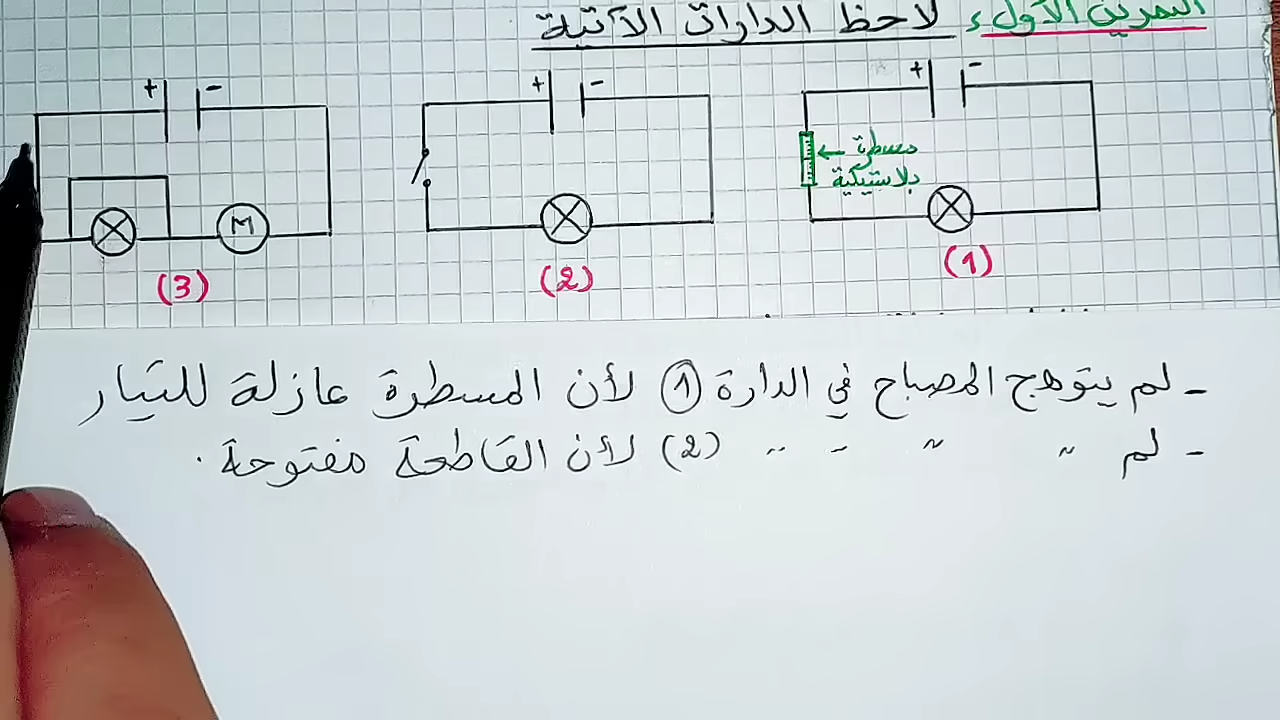 التمرين الأول: لاحظ الدارات الآتية
+ -
+ -
+ -
مسطرة
بلاستيكية
M
(1)
(2)
(3)
- لم يتوهج المصباح في الدارة (1) لأن المسطرة عازلة للتيار
- لم " " " " (2) لأن القاطعة مفتوحة.